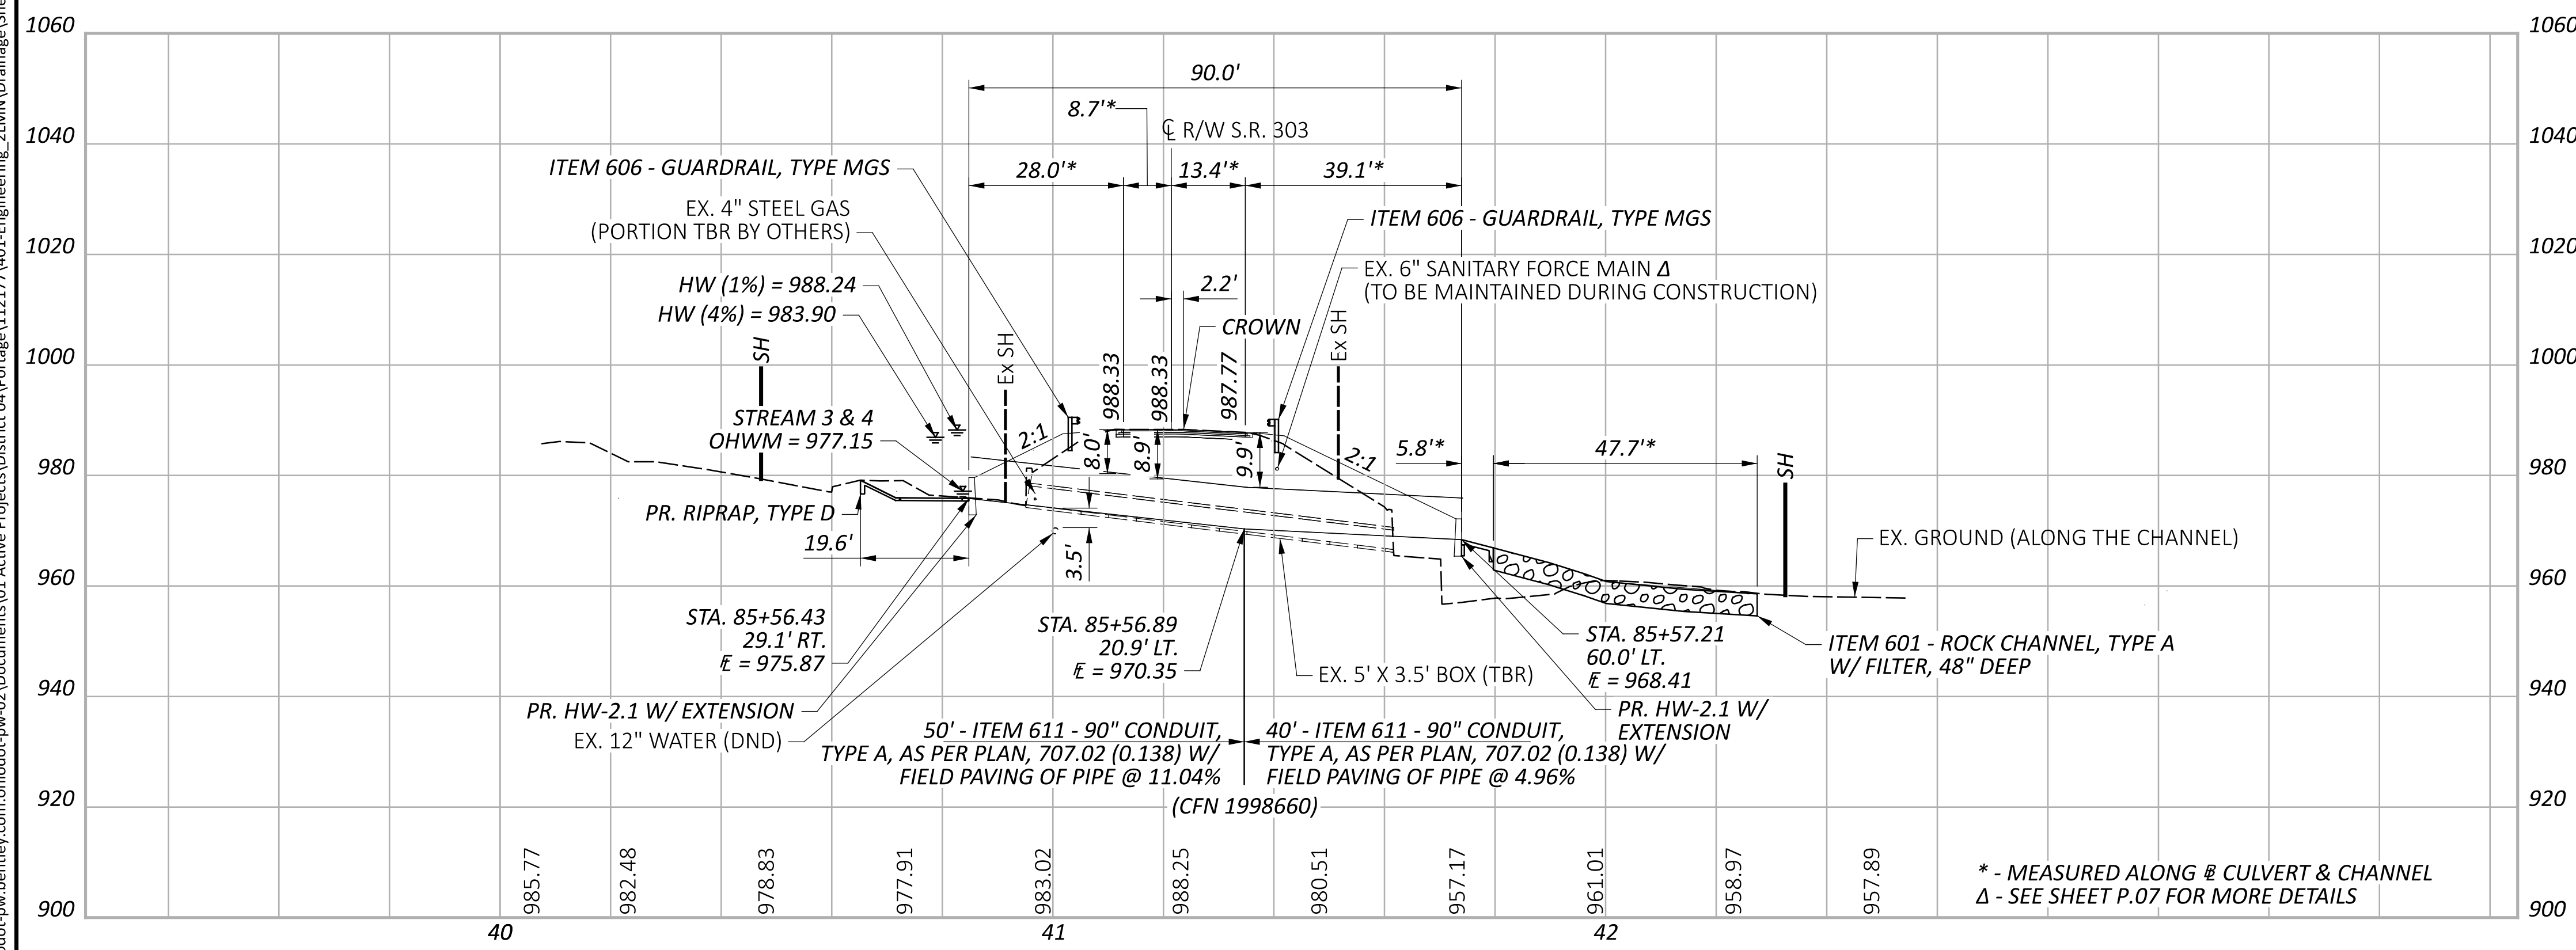 1060
1040
1020
1000
980
960
940
920
900
1060
1040
1020
1000
980
960
940
920
900
90.0'
8.7'*
℄ R/W S.R. 303
28.0'*
13.4'*
39.1'*
2.2'
ITEM 606 - GUARDRAIL, TYPE MGS
EX. 4" STEEL GAS
(PORTION TBR BY OTHERS)
HW (1%) = 988.24
HW (4%) = 983.90
SH
STREAM 3 & 4
OHWM = 977.15
Ex SH
2:1
988.33
988.33
987.77
CROWN
8.0'
8.9'
9.9'
ITEM 606 - GUARDRAIL, TYPE MGS
EX. 6" SANITARY FORCE MAIN Δ
(TO BE MAINTAINED DURING CONSTRUCTION)
Ex SH
2:1
5.8'*
47.7'*
SH
PR. RIPRAP, TYPE D
19.6'
3.5'
EX. GROUND (ALONG THE CHANNEL)
STA. 85+56.43
29.1' RT.
= 975.87
STA. 85+56.89
20.9' LT.
= 970.35
EX. 5' X 3.5' BOX (TBR)
STA. 85+57.21
60.0' LT.
= 968.41
ITEM 601 - ROCK CHANNEL, TYPE A
W/ FILTER, 48" DEEP
PR. HW-2.1 W/ EXTENSION
EX. 12" WATER (DND)
PR. HW-2.1 W/
EXTENSION
50' - ITEM 611 - 90" CONDUIT,
TYPE A, AS PER PLAN, 707.02 (0.138) W/
FIELD PAVING OF PIPE @ 11.04%
40' - ITEM 611 - 90" CONDUIT,
TYPE A, AS PER PLAN, 707.02 (0.138) W/
FIELD PAVING OF PIPE @ 4.96%
(CFN 1998660)
985.77
982.48
978.83
977.91
983.02
988.25
980.51
957.17
961.01
958.97
957.89
* - MEASURED ALONG CULVERT & CHANNEL
Δ - SEE SHEET P.07 FOR MORE DETAILS
40
41
42